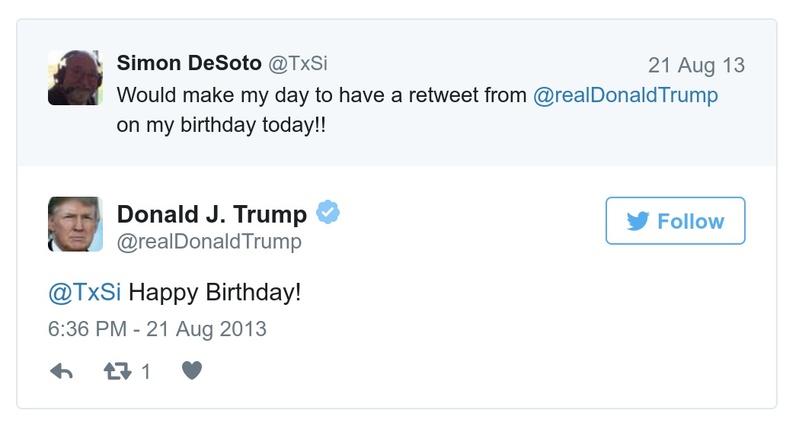 Simon DeSoto @TxSi 21 Aug 13
Would make my day to have a retweet from @realDonaldTrump
on my birthday today!!
Donald J. Trump
@realDonaldTrump
Follow
@TxSi Happy Birthday!
6:36 PM - 21 Aug 2013
1